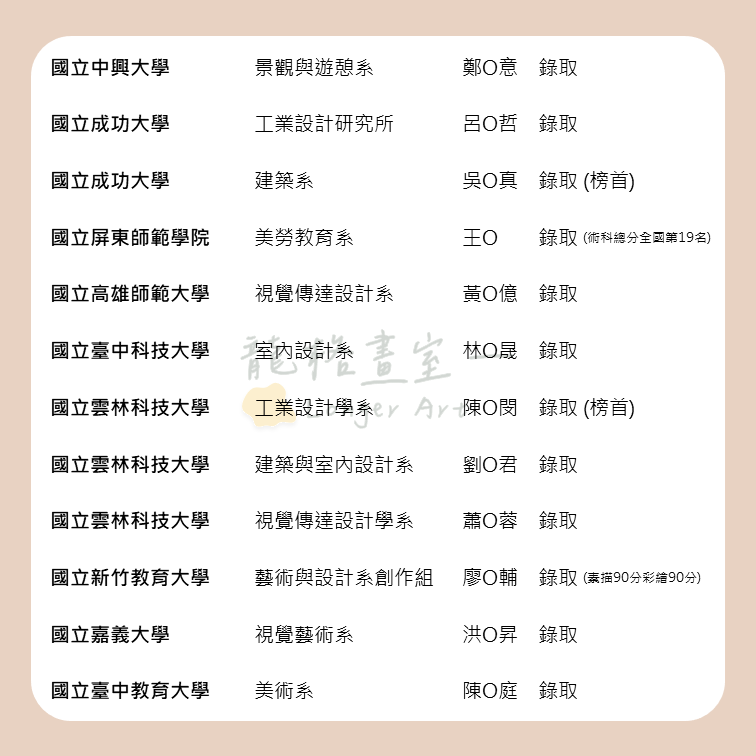 國立中興大學 景觀與遊憩系 鄭O意 錄取
國立成功大學 工業設計研究所 呂O哲 錄取
國立成功大學 建築系 吳O真 錄取 (榜首)
國立屏東師範學院 美勞教育系 王O 錄取 (術科總分全國第19名)
國立高雄師範大學 視覺傳達設計系 黃O億 錄取
國立臺中科技大學 室內設計系 林O晟 錄取
國立雲林科技大學 工業設計學系 陳O閔 錄取 (榜首)
國立雲林科技大學 建築與室內設計系 劉O君 錄取
國立雲林科技大學 視覺傳達設計學系 蕭O蓉 錄取
國立新竹教育大學 藝術與設計系創作組 廖O輔 錄取 (素描90分彩繪90分)
國立嘉義大學 視覺藝術系 洪O昇 錄取
國立臺中教育大學 美術系 陳O庭 錄取